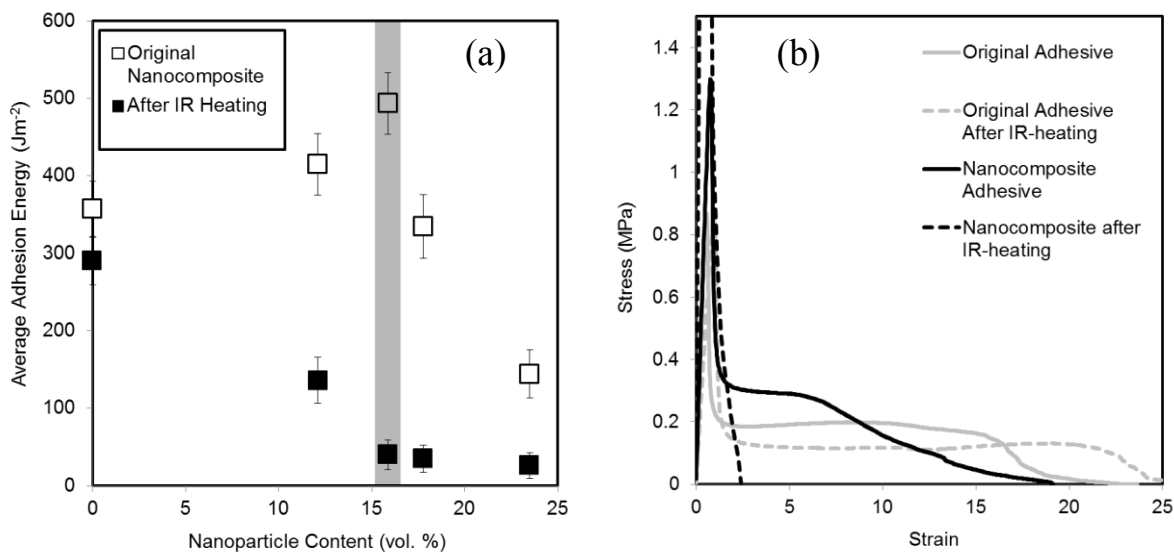 (a)
Original
Nanocomposite
After IR Heating
Average Adhesion Energy (Jm-2)
600
500
400
300
200
100
0
0 5 10 15 20 25
Nanoparticle Content (vol. %)
(b)
Original Adhesive
Original Adhesive
After IR-heating
Nanocomposite
Adhesive
Nanocomposite after
IR-heating
Stress (MPa)
1.4
1.2
1
0.8
0.6
0.4
0.2
0
0 5 10 15 20 25
Strain